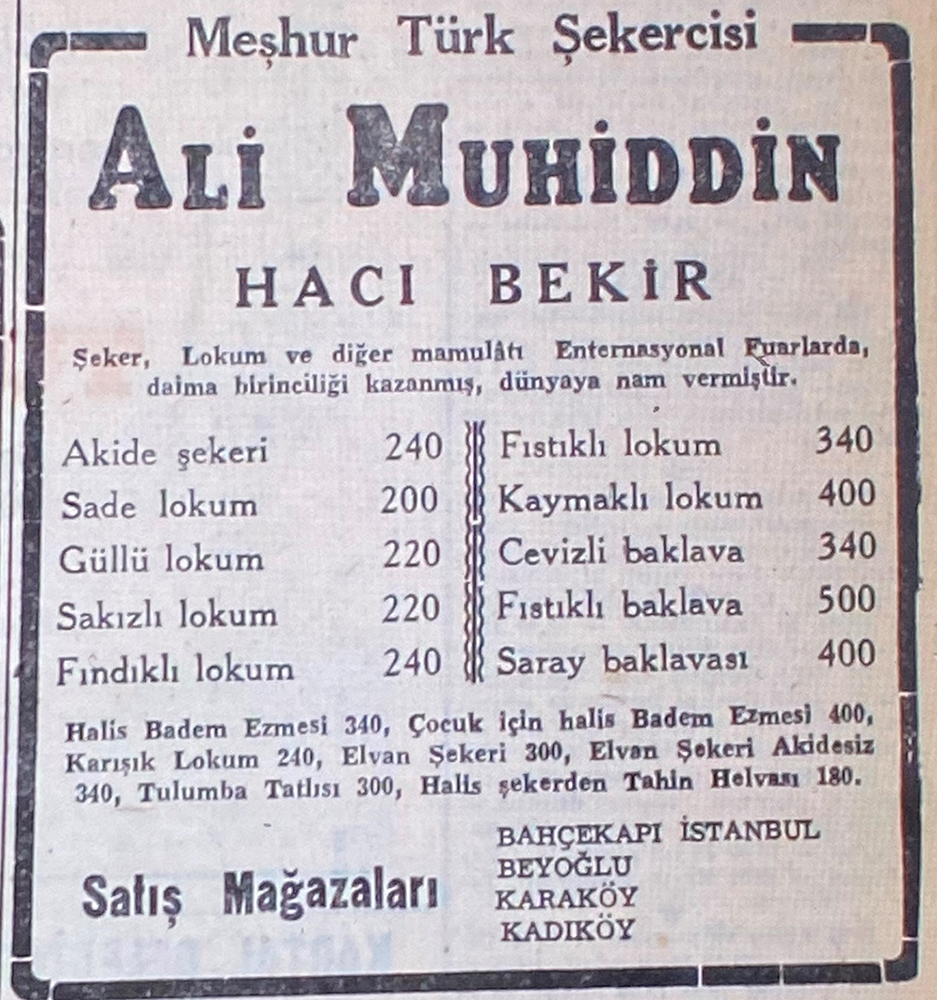 Meşhur Türk Şekercisi
ALİ MUHİDDİN
HACI BEKİR
Şeker, Lokum ve diğer mamulâtı Enternasyonal Fuarlarda,
daima birinciliği kazanmış, dünyaya nam vermiştir.
Akide şekeri 240
Sade lokum 200
Güllü lokum 220
Sakızlı lokum 220
Fındıklı lokum 240
Fıstıklı lokum 340
Kaymaklı lokum 400
Cevizli baklava 340
Fıstıklı baklava 500
Saray baklavası 400
Halis Badem Ezmesi 340, Çocuk için halis Badem Ezmesi 400,
Karışık Lokum 240, Elvan Şekeri 300, Elvan Şekeri Akidesiz
340, Tulumba Tatlısı 300, Halis şekerden Tahin Helvası 180.
Satış Mağazaları
BAHÇEKAPI İSTANBUL
BEYOĞLU
KARAKÖY
KADIKÖY